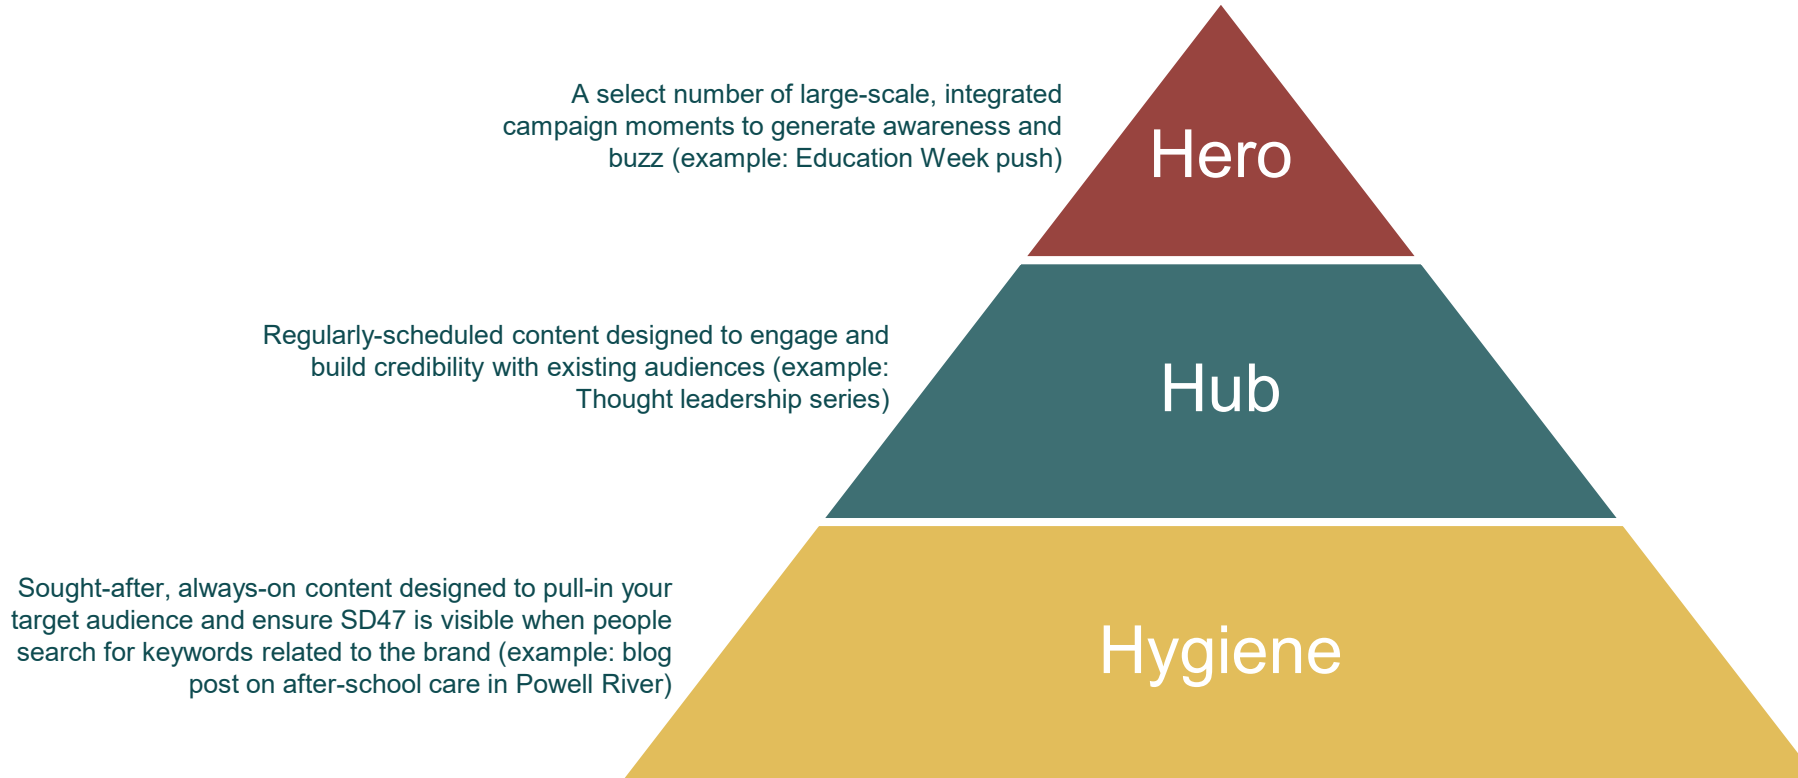 A select number of large-scale, integrated
campaign moments to generate awareness and
buzz (example: Education Week push)
Hero
Regularly-scheduled content designed to engage and
build credibility with existing audiences (example:
Thought leadership series)
Hub
Sought-after, always-on content designed to pull-in your
target audience and ensure SD47 is visible when people
search for keywords related to the brand (example: blog
post on after-school care in Powell River)
Hygiene